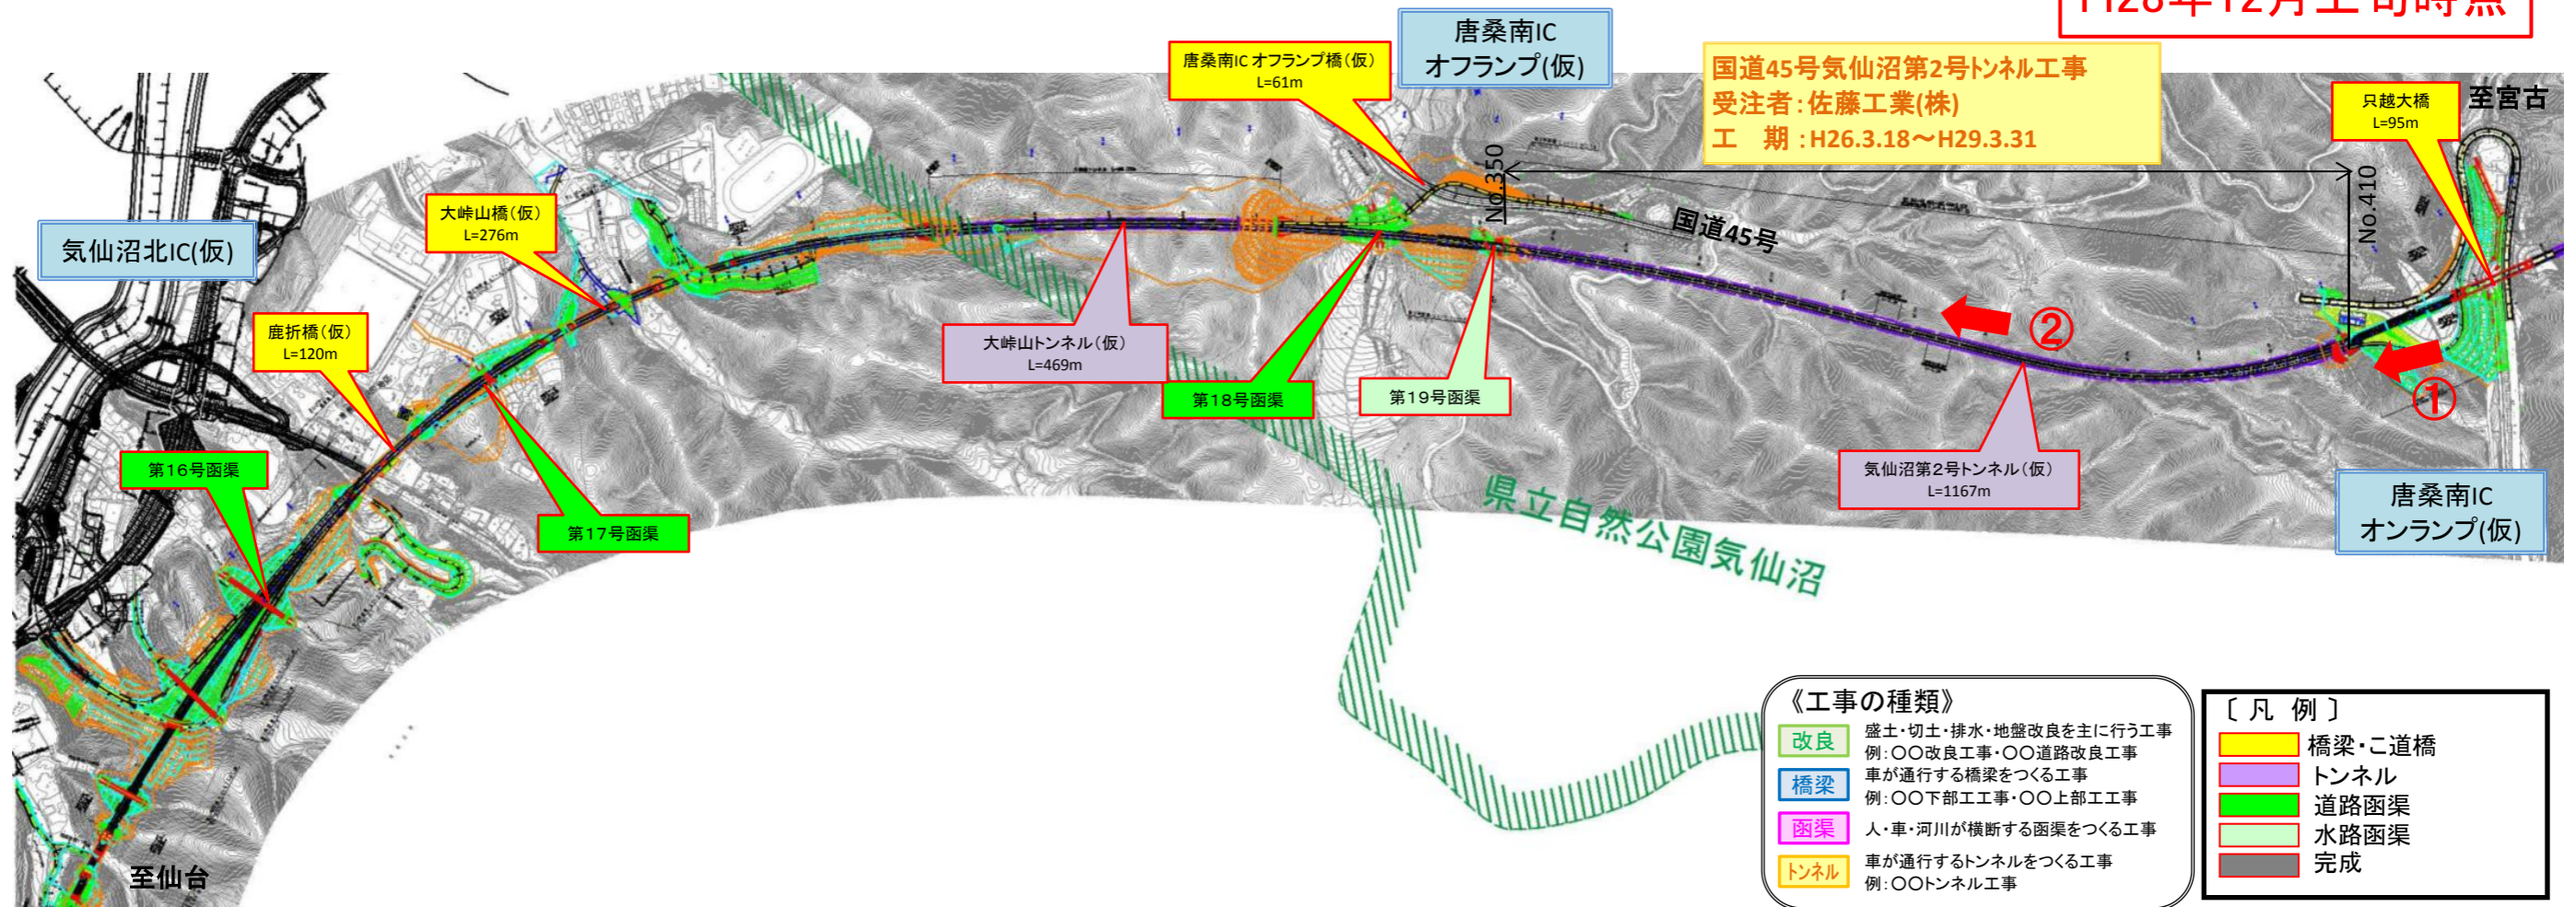 H28年12月上旬時点
唐桑南IC
オフランプ(仮)
唐桑南IC オフランプ橋(仮)
L=61m
国道45号気仙沼第2号トンネル工事
受注者:佐藤工業(株)
工 期:H26.3.18～H29.3.31
只越大橋
L=95m
至宮古
No.350
No.410
国道45号
大峠山橋(仮)
L=276m
気仙沼北IC(仮)
鹿折橋(仮)
L=120m
大峠山トンネル(仮)
L=469m
第18号函渠
第19号函渠
②
①
気仙沼第2号トンネル(仮)
L=1167m
第16号函渠
第17号函渠
唐桑南IC
オンランプ(仮)
県立自然公園気仙沼
至仙台
《工事の種類》
改良
盛土・切土・排水・地盤改良を主に行う工事
例:〇〇改良工事・〇〇道路改良工事
橋梁
車が通行する橋梁をつくる工事
例:〇〇下部工工事・〇〇上部工工事
函渠
人・車・河川が横断する函渠をつくる工事
トンネル
車が通行するトンネルをつくる工事
例:〇〇トンネル工事
〔 凡 例 〕
橋梁・こ道橋
トンネル
道路函渠
水路函渠
完成